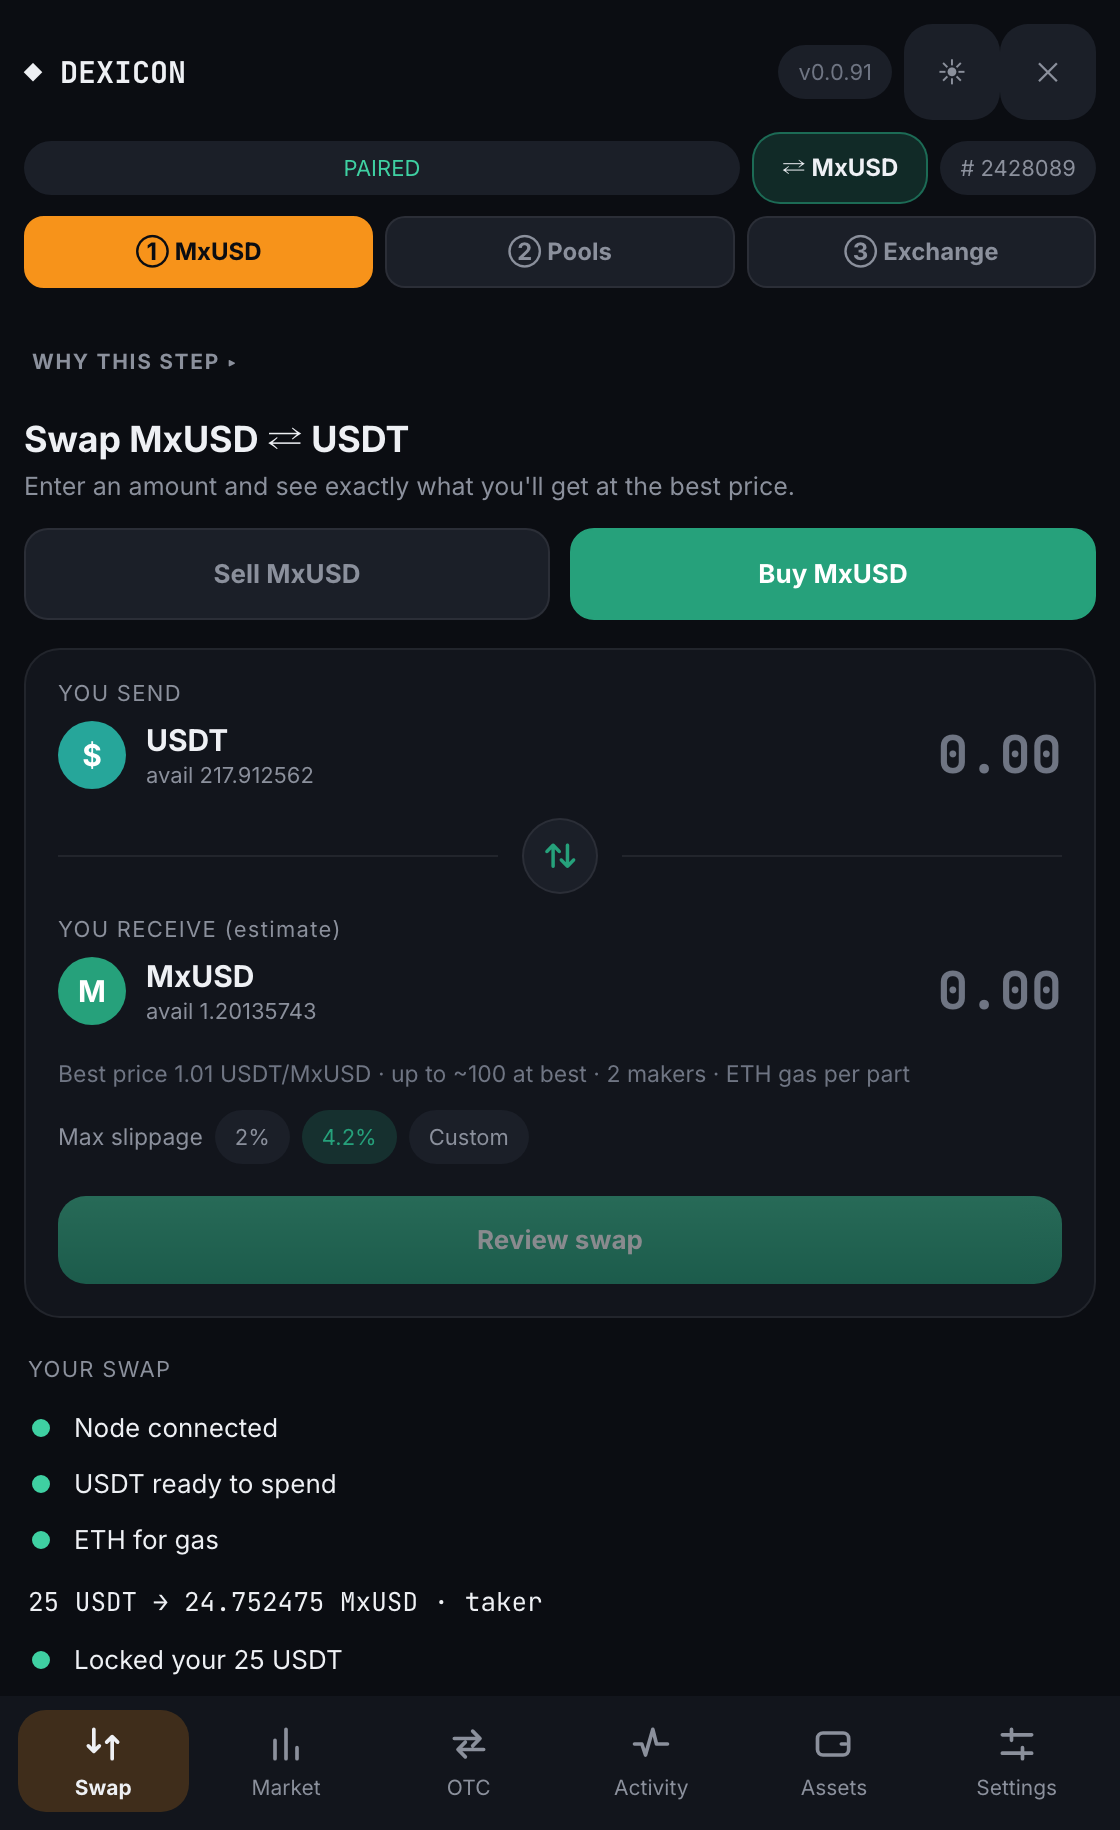 ◆ DEXICON
v0.0.91
PAIRED
⇄ MxUSD
# 2428089
① MxUSD
② Pools
③ Exchange
WHY THIS STEP ▸
Swap MxUSD ⇄ USDT
Enter an amount and see exactly what you'll get at the best price.
Sell MxUSD
Buy MxUSD
YOU SEND
$ USDT
avail 217.912562
0.00
YOU RECEIVE (estimate)
M MxUSD
avail 1.20135743
0.00
Best price 1.01 USDT/MxUSD · up to ~100 at best · 2 makers · ETH gas per part
Max slippage 2% 4.2% Custom
Review swap
YOUR SWAP
Node connected
USDT ready to spend
ETH for gas
25 USDT → 24.752475 MxUSD · taker
Locked your 25 USDT
Swap
Market
OTC
Activity
Assets
Settings